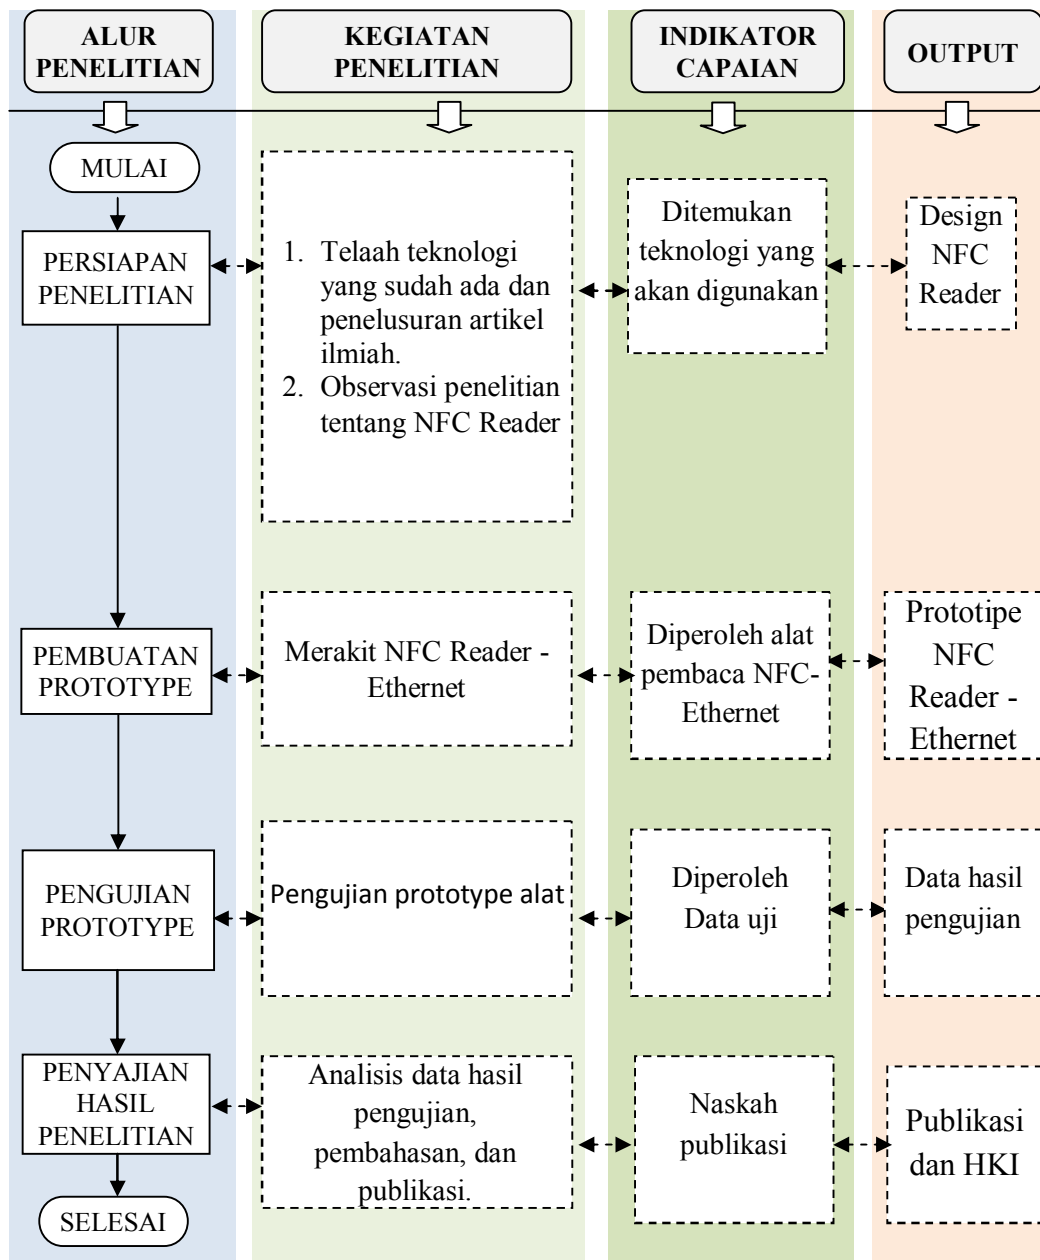 ALUR
PENELITIAN
KEGIATAN
PENELITIAN
INDIKATOR
CAPAIAN
OUTPUT
MULAI
PERSIAPAN
PENELITIAN
1. Telaah teknologi
yang sudah ada dan
penelusuran artikel
ilmiah.
2. Observasi penelitian
tentang NFC Reader
Ditemukan
teknologi yang
akan digunakan
Design
NFC
Reader
PEMBUATAN
PROTOTYPE
Merakit NFC Reader -
Ethernet
Diperoleh alat
pembaca NFC-
Ethernet
Prototipe
NFC
Reader -
Ethernet
PENGUJIAN
PROTOTYPE
Pengujian prototype alat
Diperoleh
Data uji
Data hasil
pengujian
PENYAJIAN
HASIL
PENELITIAN
Analisis data hasil
pengujian,
pembahasan, dan
publikasi.
Naskah
publikasi
Publikasi
dan HKI
SELESAI